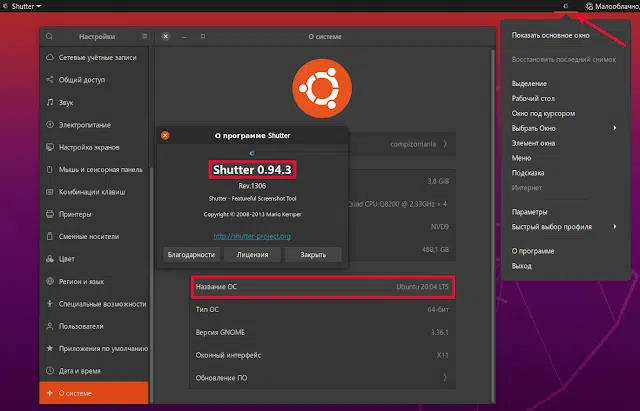 Shutter
Малооблачно,
Настройки
О системе
Сетевые учётные записи
Общий доступ
Звук
Электропитание
Настройка экранов
Мышь и сенсорная панель
Комбинации клавиш
Принтеры
Сменные носители
Цвет
Регион и язык
Специальные возможности
Пользователи
Приложения по умолчанию
Дата и время
О системе
compizomania
3,8 GiB
Quad CPU Q8200 @ 2.33GHz × 4
NVD9
480,1 GB
Название ОС Ubuntu 20.04 LTS
Тип ОС 64-бит
Версия GNOME 3.36.1
Оконный интерфейс X11
Обновление ПО
О программе Shutter
Shutter 0.94.3
Rev.1306
Shutter - Featureful Screenshot Tool
Copyright © 2008-2013 Mario Kemper
http://shutter-project.org
Благодарности Лицензия Закрыть
Показать основное окно
Восстановить последний снимок
Выделение
Рабочий стол
Окно под курсором
Выбрать Окно
Элемент окна
Меню
Подсказка
Интернет
Параметры
Быстрый выбор профиля
О программе
Выход